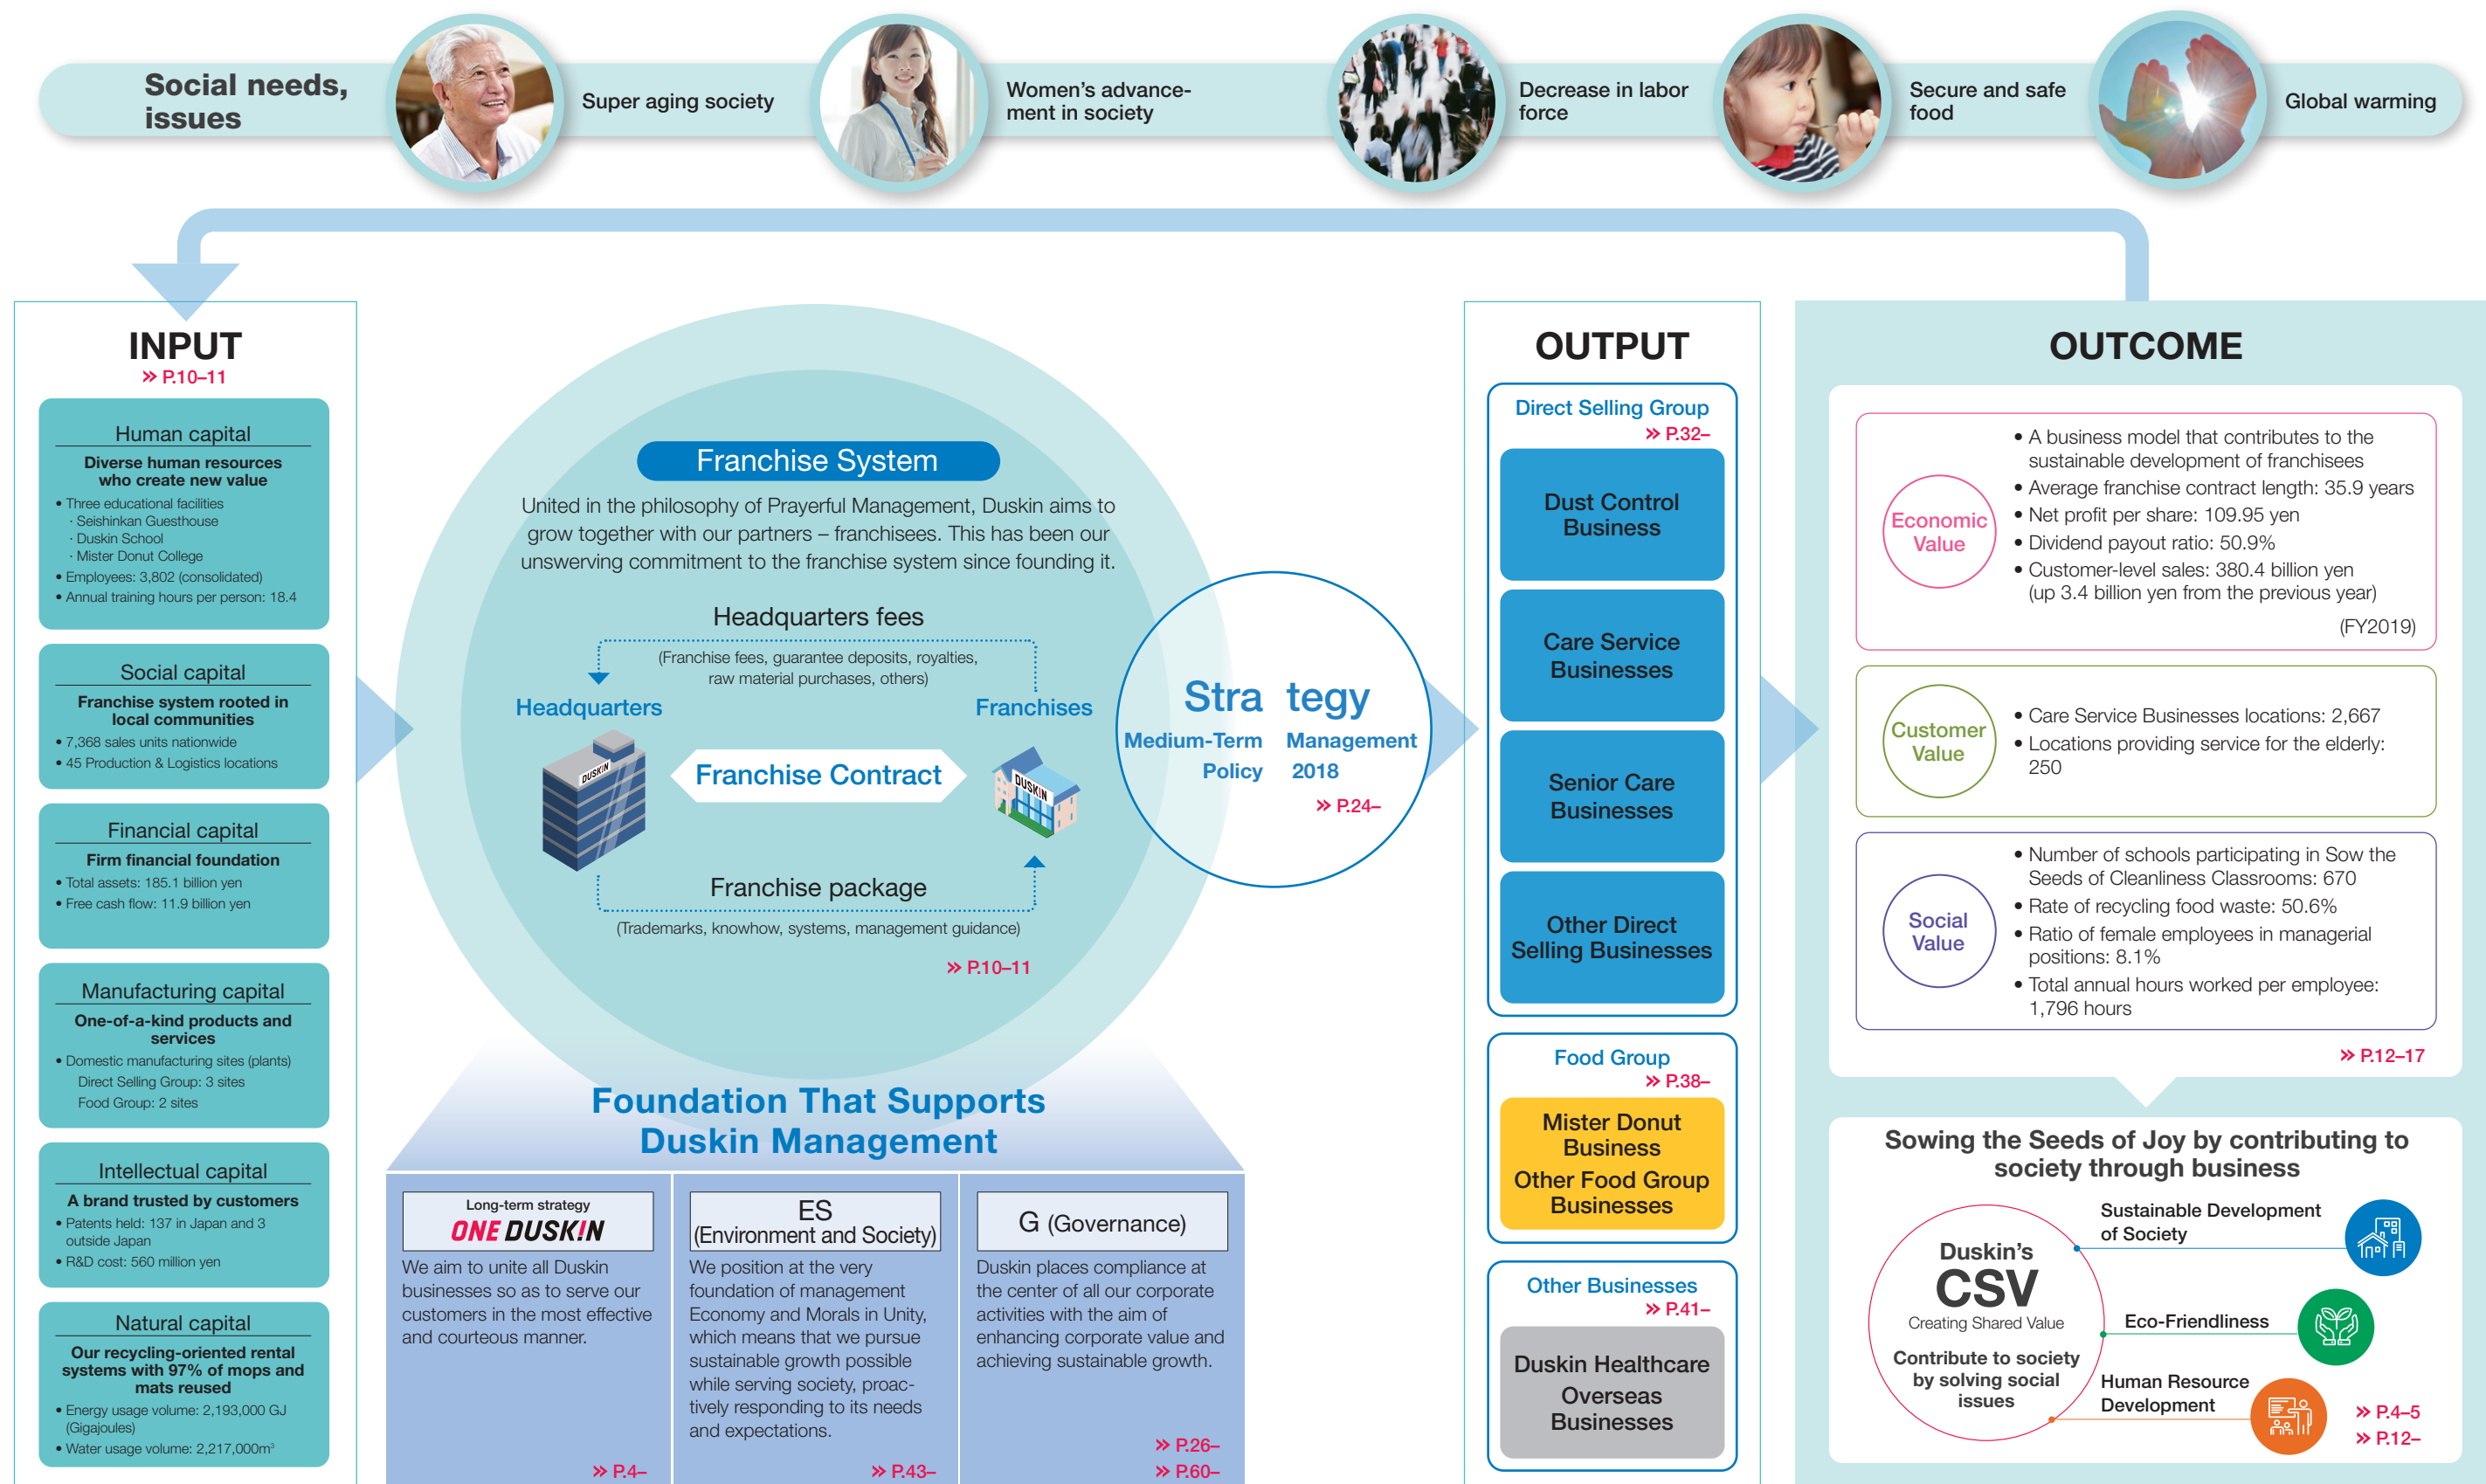 Social needs,
issues
Super aging society
Women's advance-
ment in society
Decrease in labor
force
Secure and safe
food
Global warming
INPUT
» P.10–11
Human capital
Diverse human resources
who create new value
• Three educational facilities
· Seishinkan Guesthouse
· Duskin School
· Mister Donut College
• Employees: 3,802 (consolidated)
• Annual training hours per person: 18.4
Social capital
Franchise system rooted in
local communities
• 7,368 sales units nationwide
• 45 Production & Logistics locations
Financial capital
Firm financial foundation
• Total assets: 185.1 billion yen
• Free cash flow: 11.9 billion yen
Manufacturing capital
One-of-a-kind products and
services
• Domestic manufacturing sites (plants)
Direct Selling Group: 3 sites
Food Group: 2 sites
Intellectual capital
A brand trusted by customers
• Patents held: 137 in Japan and 3
outside Japan
• R&D cost: 560 million yen
Natural capital
Our recycling-oriented rental
systems with 97% of mops and
mats reused
• Energy usage volume: 2,193,000 GJ
(Gigajoules)
• Water usage volume: 2,217,000m³
Franchise System
United in the philosophy of Prayerful Management, Duskin aims to
grow together with our partners – franchisees. This has been our
unswerving commitment to the franchise system since founding it.
Headquarters fees
(Franchise fees, guarantee deposits, royalties,
raw material purchases, others)
Headquarters
Franchises
DUSKIN
Franchise Contract
DUSKIN
Franchise package
(Trademarks, knowhow, systems, management guidance)
» P.10–11
Stra tegy
Medium-Term Management
Policy 2018
» P.24–
Foundation That Supports
Duskin Management
Long-term strategy
ONE DUSK!N
We aim to unite all Duskin
businesses so as to serve our
customers in the most effective
and courteous manner.
» P.4–
ES
(Environment and Society)
We position at the very
foundation of management
Economy and Morals in Unity,
which means that we pursue
sustainable growth possible
while serving society, proac-
tively responding to its needs
and expectations.
» P.43–
G (Governance)
Duskin places compliance at
the center of all our corporate
activities with the aim of
enhancing corporate value and
achieving sustainable growth.
» P.26–
» P.60–
OUTPUT
Direct Selling Group
» P.32–
Dust Control
Business
Care Service
Businesses
Senior Care
Businesses
Other Direct
Selling Businesses
Food Group
» P.38–
Mister Donut
Business
Other Food Group
Businesses
Other Businesses
» P.41–
Duskin Healthcare
Overseas
Businesses
OUTCOME
Economic
Value
• A business model that contributes to the
sustainable development of franchisees
• Average franchise contract length: 35.9 years
• Net profit per share: 109.95 yen
• Dividend payout ratio: 50.9%
• Customer-level sales: 380.4 billion yen
(up 3.4 billion yen from the previous year)
(FY2019)
Customer
Value
• Care Service Businesses locations: 2,667
• Locations providing service for the elderly:
250
Social
Value
• Number of schools participating in Sow the
Seeds of Cleanliness Classrooms: 670
• Rate of recycling food waste: 50.6%
• Ratio of female employees in managerial
positions: 8.1%
• Total annual hours worked per employee:
1,796 hours
» P.12–17
Sowing the Seeds of Joy by contributing to
society through business
Duskin's
CSV
Creating Shared Value
Contribute to society
by solving social
issues
Sustainable Development
of Society
Eco-Friendliness
Human Resource
Development
» P.4–5
» P.12–